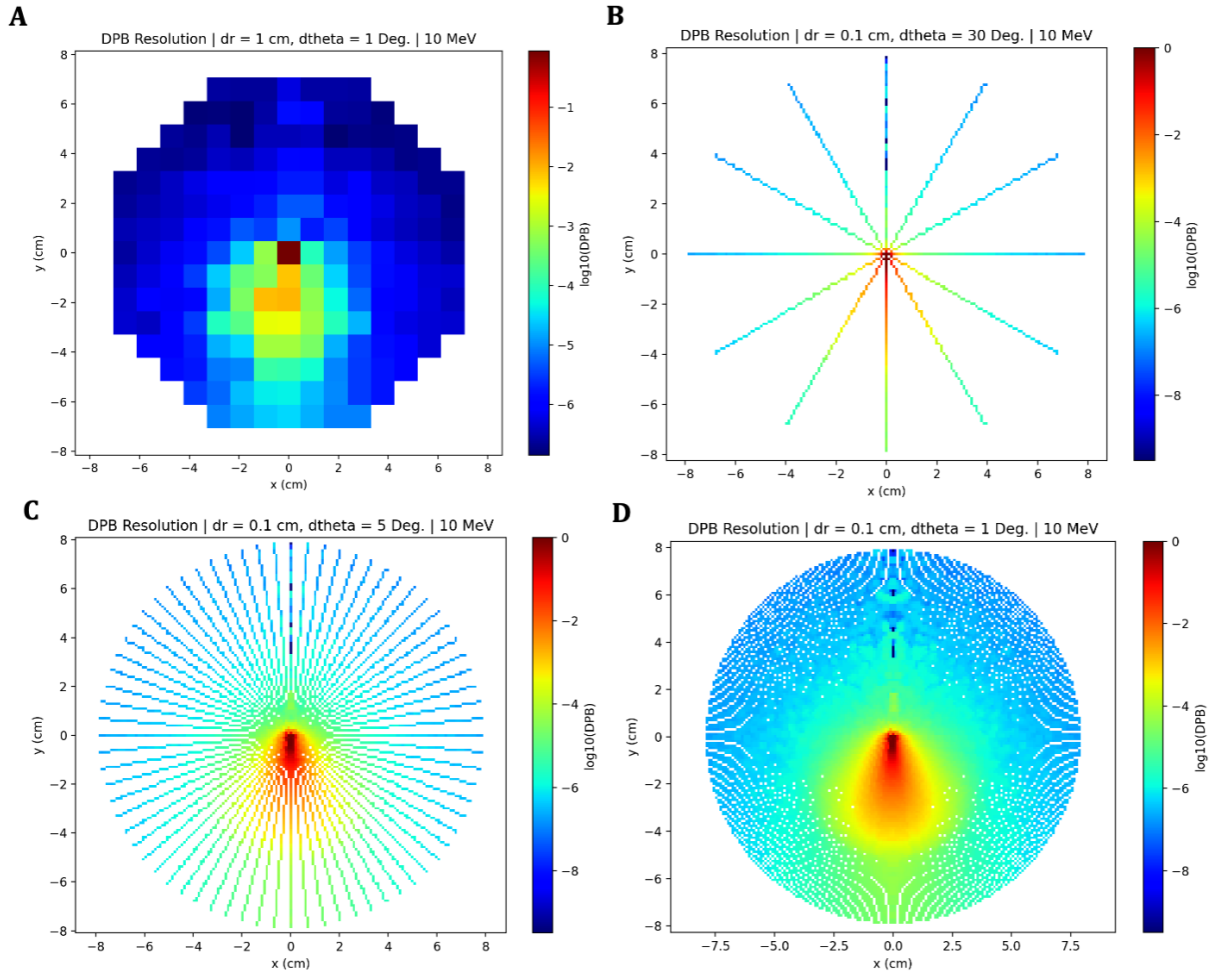 A
DPB Resolution | dr = 1 cm, dtheta = 1 Deg. | 10 MeV
8
6
4
2
0
−2
−4
−6
−8
y (cm)
−8 −6 −4 −2 0 2 4 6 8
x (cm)
−1
−2
−3
−4
−5
−6
log10(DPB)
B
DPB Resolution | dr = 0.1 cm, dtheta = 30 Deg. | 10 MeV
8
6
4
2
0
−2
−4
−6
−8
y (cm)
−8 −6 −4 −2 0 2 4 6 8
x (cm)
0
−2
−4
−6
−8
log10(DPB)
C
DPB Resolution | dr = 0.1 cm, dtheta = 5 Deg. | 10 MeV
8
6
4
2
0
−2
−4
−6
−8
y (cm)
−8 −6 −4 −2 0 2 4 6 8
x (cm)
0
−2
−4
−6
−8
log10(DPB)
D
DPB Resolution | dr = 0.1 cm, dtheta = 1 Deg. | 10 MeV
8
6
4
2
0
−2
−4
−6
−8
y (cm)
−7.5 −5.0 −2.5 0.0 2.5 5.0 7.5
x (cm)
0
−2
−4
−6
−8
log10(DPB)